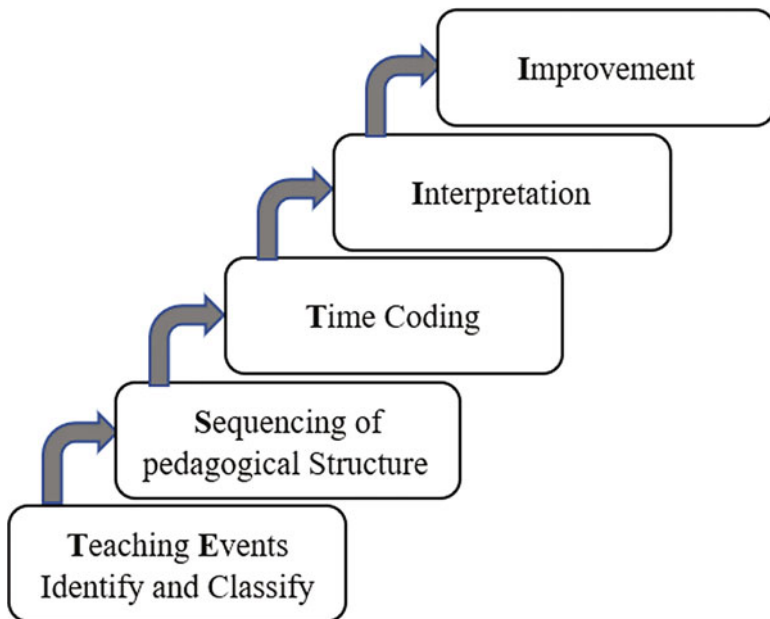 Improvement
Interpretation
Time Coding
Sequencing of
pedagogical Structure
Teaching Events
Identify and Classify